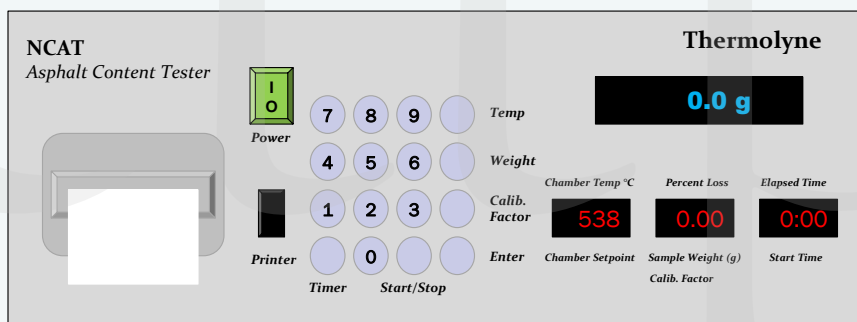 NCAT
Asphalt Content Tester
Thermolyne
I
O
Power
7 8 9
Temp
0.0 g
4 5 6
Weight
1 2 3
Calib.
Factor
0
Enter
Printer
Timer
Start/Stop
Chamber Temp °C
Percent Loss
Elapsed Time
538
0.00
0:00
Chamber Setpoint
Sample Weight (g)
Start Time
Calib. Factor